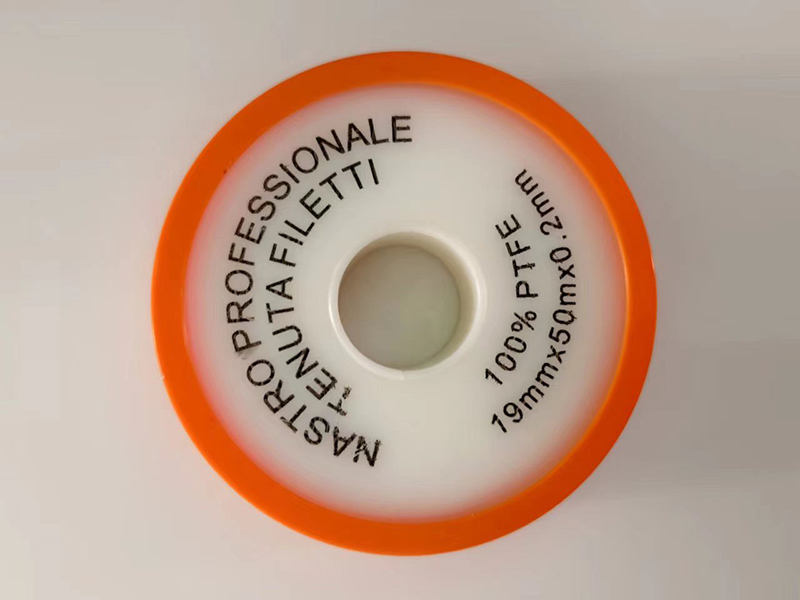 NASTRO PROFESSIONALE
TENUTA FILETTI
100% PTFE
19mmx50mx0.2mm